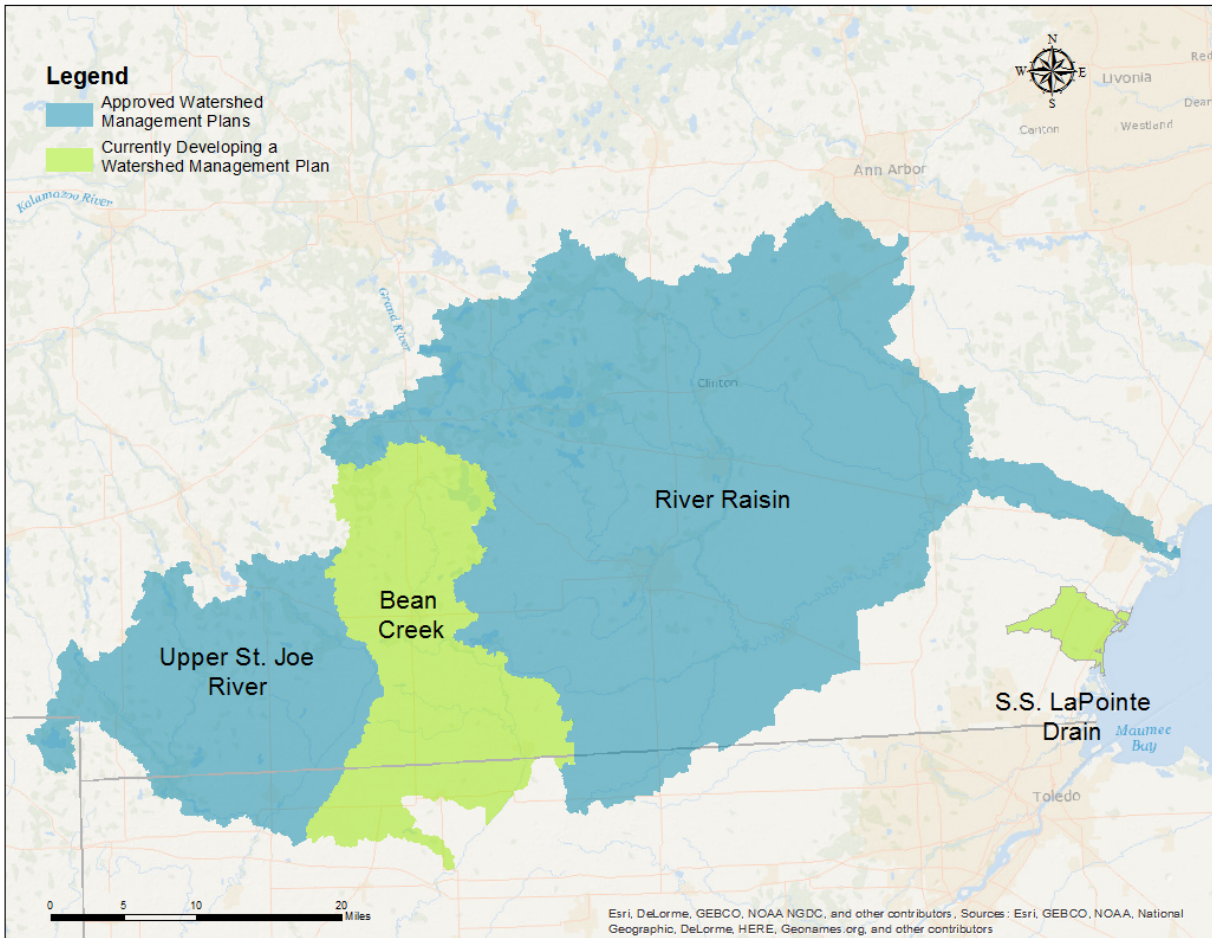 Legend
Approved Watershed
Management Plans
Currently Developing a
Watershed Management Plan
N
W E
S
Livonia
Red
Dear
Westland
Canton
Ann Arbor
Kalamazoo River
Grand River
Clinton
River Raisin
Bean
Creek
Upper St. Joe
River
S.S. LaPointe
Drain
Maumee
Bay
Toledo
0 5 10 20
Miles
Esri, DeLorme, GEBCO, NOAA NGDC, and other contributors, Sources: Esri, GEBCO, NOAA, National
Geographic, DeLorme, HERE, Geonames.org, and other contributors